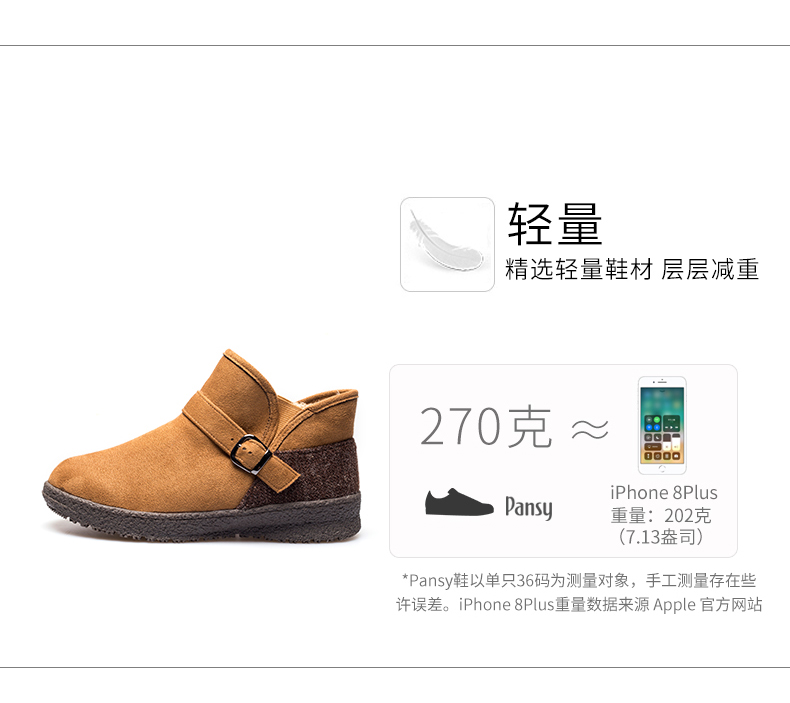 轻量
精选轻量鞋材 层层减重
270克 ≈
Pansy
iPhone 8Plus
重量：202克
（7.13盎司）
*Pansy鞋以单只36码为测量对象，手工测量存在些
许误差。iPhone 8Plus重量数据来源 Apple 官方网站